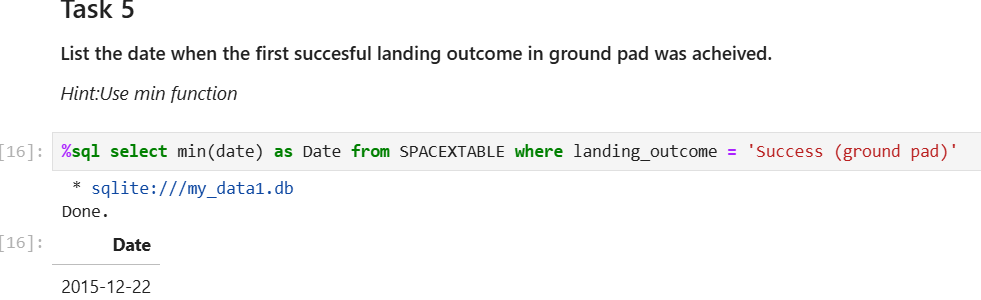 Task 5
List the date when the first succesful landing outcome in ground pad was acheived.
Hint:Use min function
[16]: %sql select min(date) as Date from SPACEXTABLE where landing_outcome = 'Success (ground pad)'
* sqlite:///my_data1.db
Done.
[16]: Date
2015-12-22